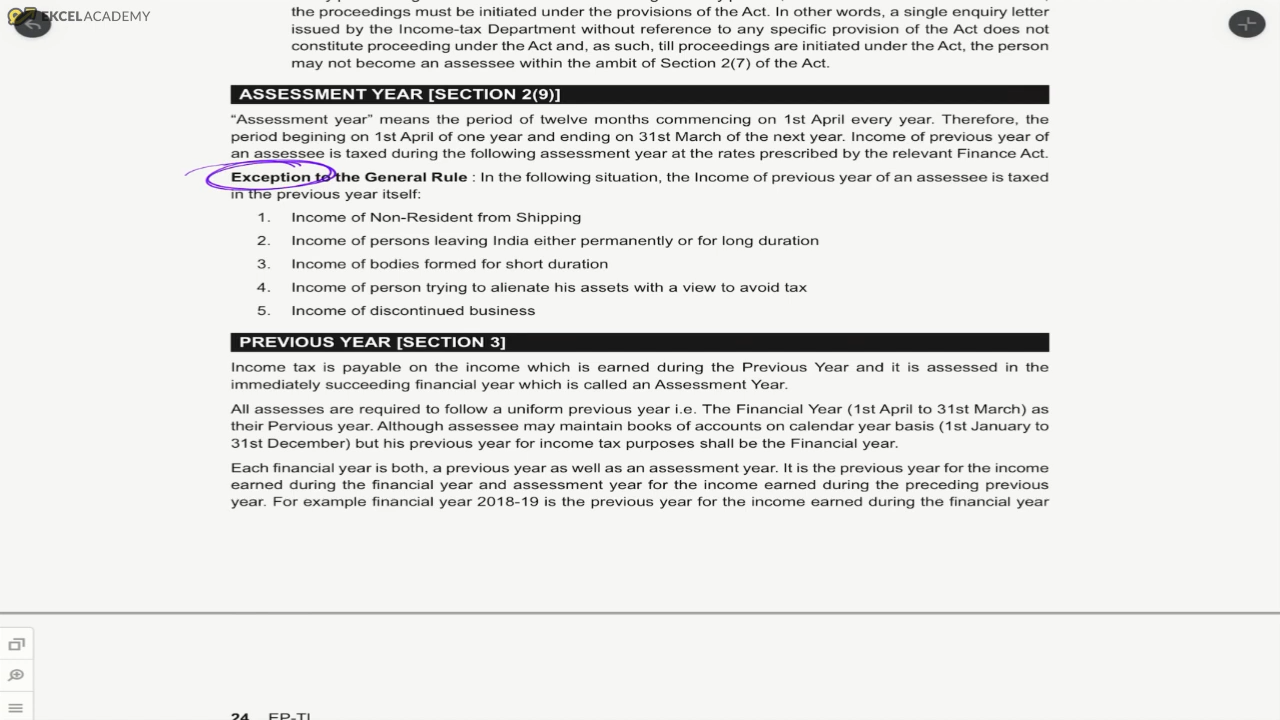 EKCELACADEMY
the proceedings must be initiated under the provisions of the Act. In other words, a single enquiry letter
issued by the Income-tax Department without reference to any specific provision of the Act does not
constitute proceeding under the Act and, as such, till proceedings are initiated under the Act, the person
may not become an assessee within the ambit of Section 2(7) of the Act.
ASSESSMENT YEAR [SECTION 2(9)]
“Assessment year” means the period of twelve months commencing on 1st April every year. Therefore, the
period begining on 1st April of one year and ending on 31st March of the next year. Income of previous year of
an assessee is taxed during the following assessment year at the rates prescribed by the relevant Finance Act.
Exception to the General Rule : In the following situation, the Income of previous year of an assessee is taxed
in the previous year itself:
1. Income of Non-Resident from Shipping
2. Income of persons leaving India either permanently or for long duration
3. Income of bodies formed for short duration
4. Income of person trying to alienate his assets with a view to avoid tax
5. Income of discontinued business
PREVIOUS YEAR [SECTION 3]
Income tax is payable on the income which is earned during the Previous Year and it is assessed in the
immediately succeeding financial year which is called an Assessment Year.
All assesses are required to follow a uniform previous year i.e. The Financial Year (1st April to 31st March) as
their Pervious year. Although assessee may maintain books of accounts on calendar year basis (1st January to
31st December) but his previous year for income tax purposes shall be the Financial year.
Each financial year is both, a previous year as well as an assessment year. It is the previous year for the income
earned during the financial year and assessment year for the income earned during the preceding previous
year. For example financial year 2018-19 is the previous year for the income earned during the financial year
24 EP-TL